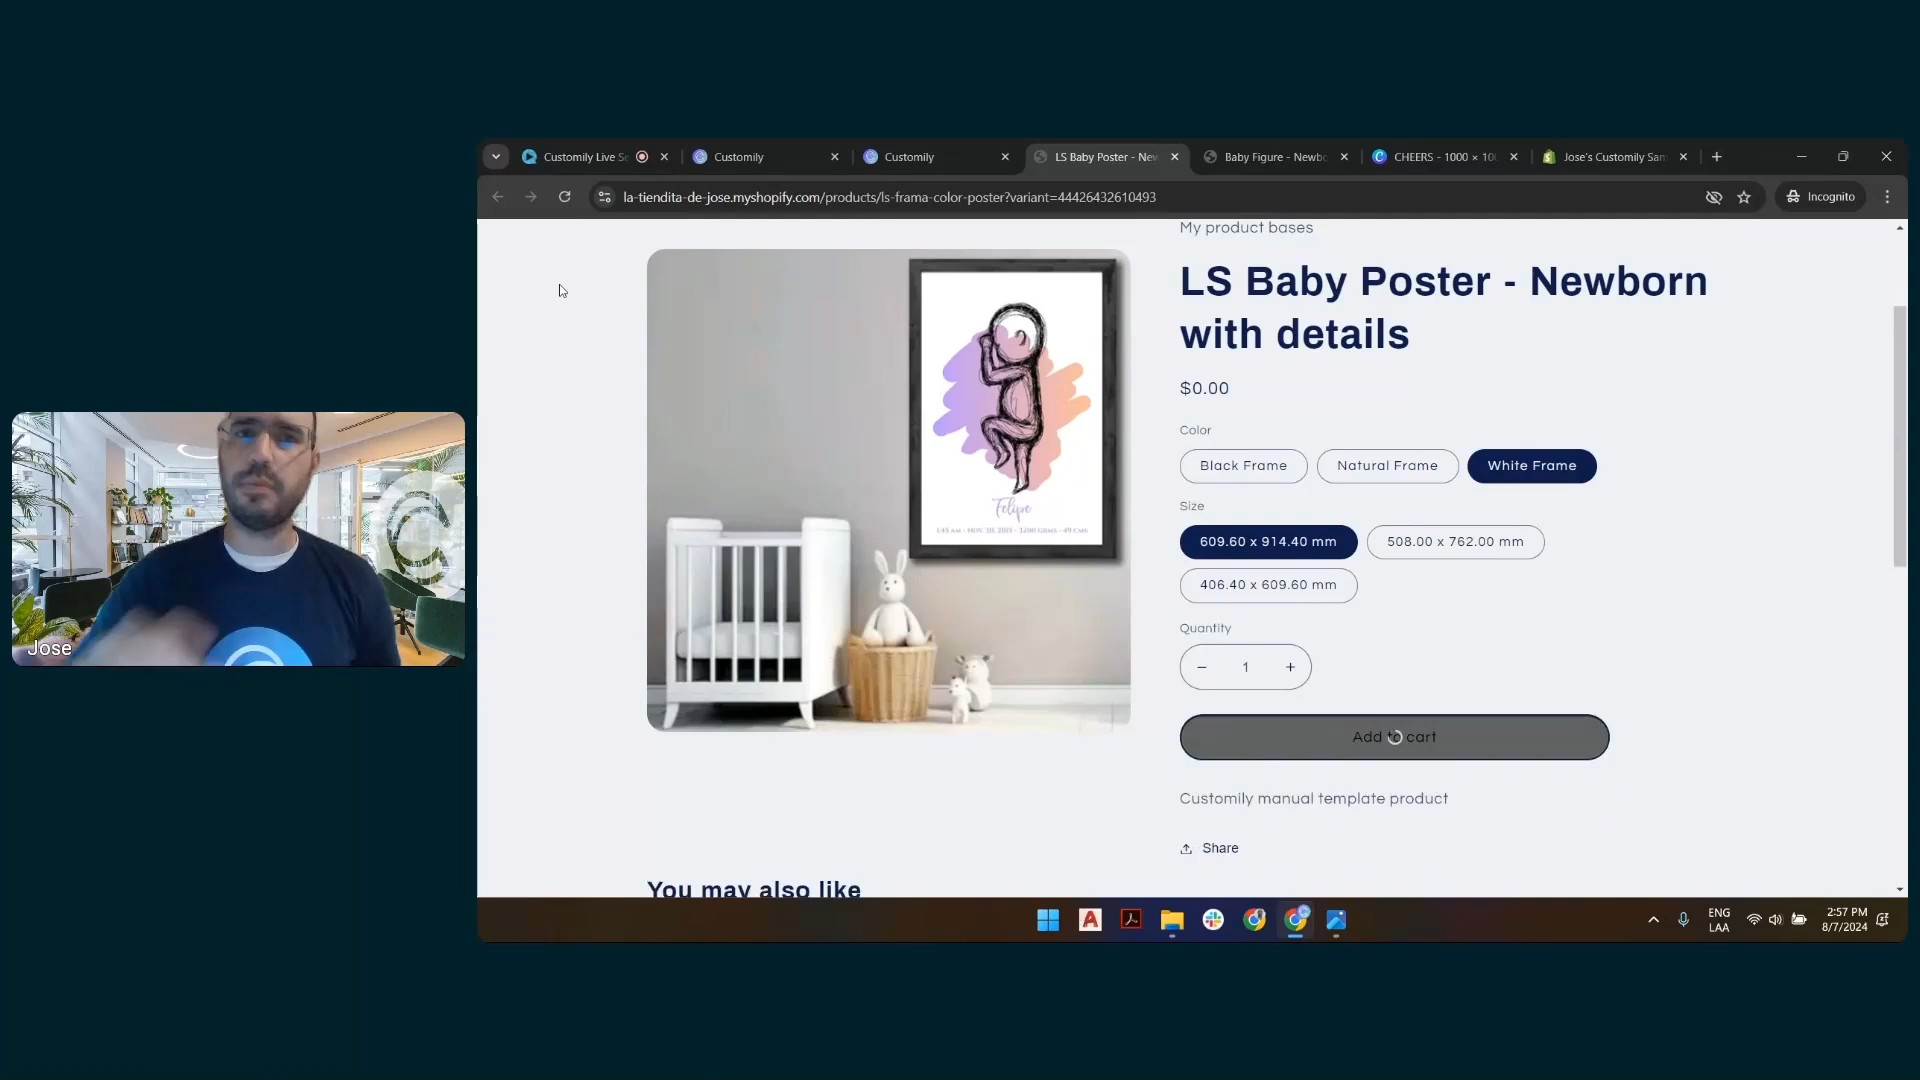 Customily Live Se
Customily
Customily
LS Baby Poster - New
Baby Figure - Newbo
CHEERS - 1000 × 10
Jose's Customily Sam
la-tiendita-de-jose.myshopify.com/products/ls-frama-color-poster?variant=44426432610493
Incognito
My product bases
LS Baby Poster - Newborn
with details
$0.00
Color
Black Frame
Natural Frame
White Frame
Size
609.60 x 914.40 mm
508.00 x 762.00 mm
406.40 x 609.60 mm
Quantity
1
Add to cart
Customily manual template product
Share
You may also like
Felipe
Jose
ENG
LAA
2:57 PM
8/7/2024